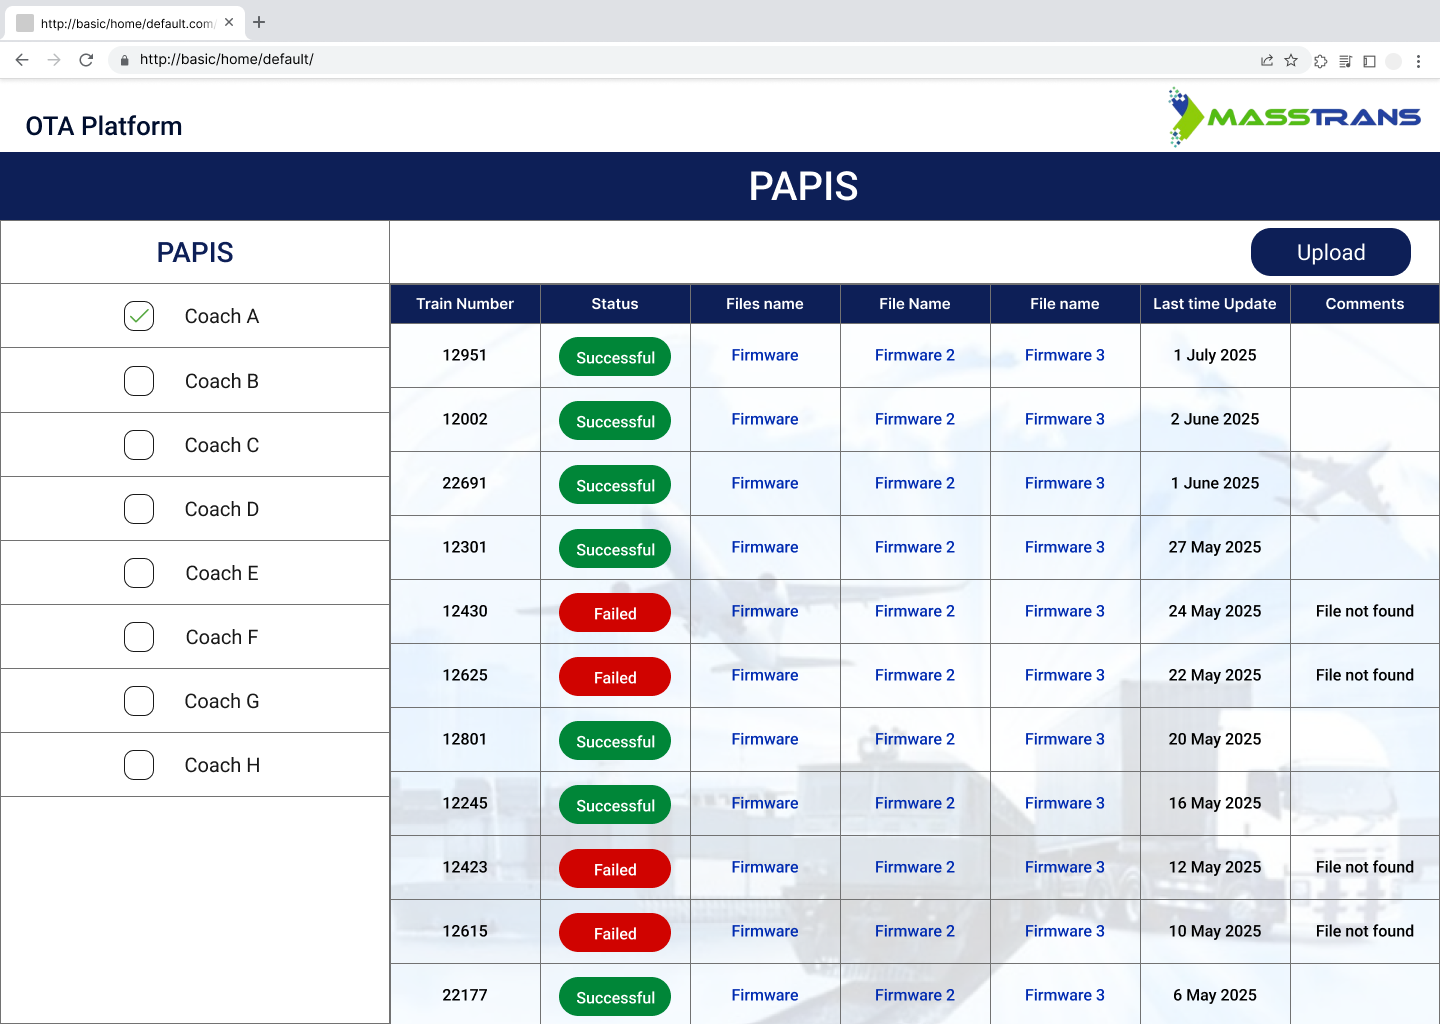 http://basic/home/default.com/
http://basic/home/default/
OTA Platform
MASSTRANS
PAPIS
PAPIS
Upload
Coach A
Coach B
Coach C
Coach D
Coach E
Coach F
Coach G
Coach H
Train Number Status Files name File Name File name Last time Update Comments
12951 Successful Firmware Firmware 2 Firmware 3 1 July 2025
12002 Successful Firmware Firmware 2 Firmware 3 2 June 2025
22691 Successful Firmware Firmware 2 Firmware 3 1 June 2025
12301 Successful Firmware Firmware 2 Firmware 3 27 May 2025
12430 Failed Firmware Firmware 2 Firmware 3 24 May 2025 File not found
12625 Failed Firmware Firmware 2 Firmware 3 22 May 2025 File not found
12801 Successful Firmware Firmware 2 Firmware 3 20 May 2025
12245 Successful Firmware Firmware 2 Firmware 3 16 May 2025
12423 Failed Firmware Firmware 2 Firmware 3 12 May 2025 File not found
12615 Failed Firmware Firmware 2 Firmware 3 10 May 2025 File not found
22177 Successful Firmware Firmware 2 Firmware 3 6 May 2025